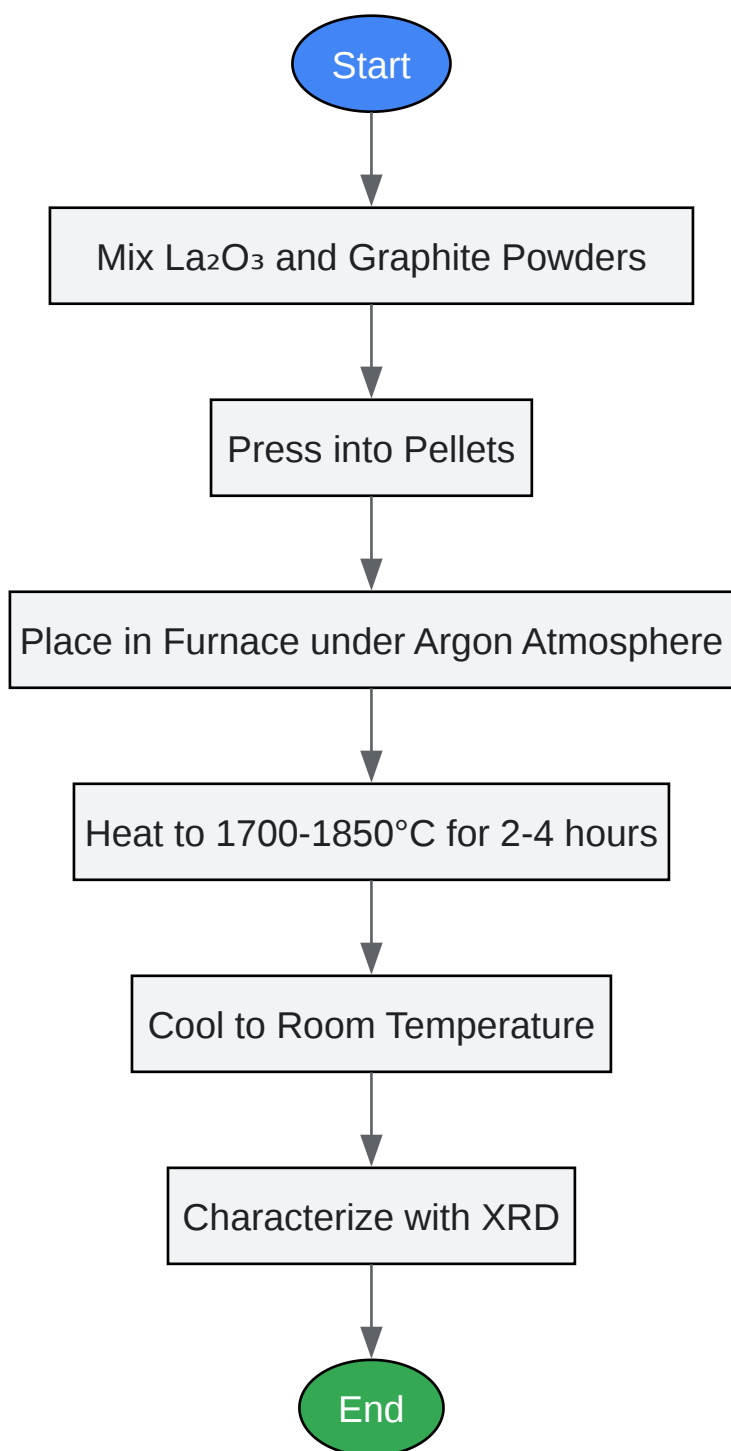 Start
Mix La₂O₃ and Graphite Powders
Press into Pellets
Place in Furnace under Argon Atmosphere
Heat to 1700-1850°C for 2-4 hours
Cool to Room Temperature
Characterize with XRD
End